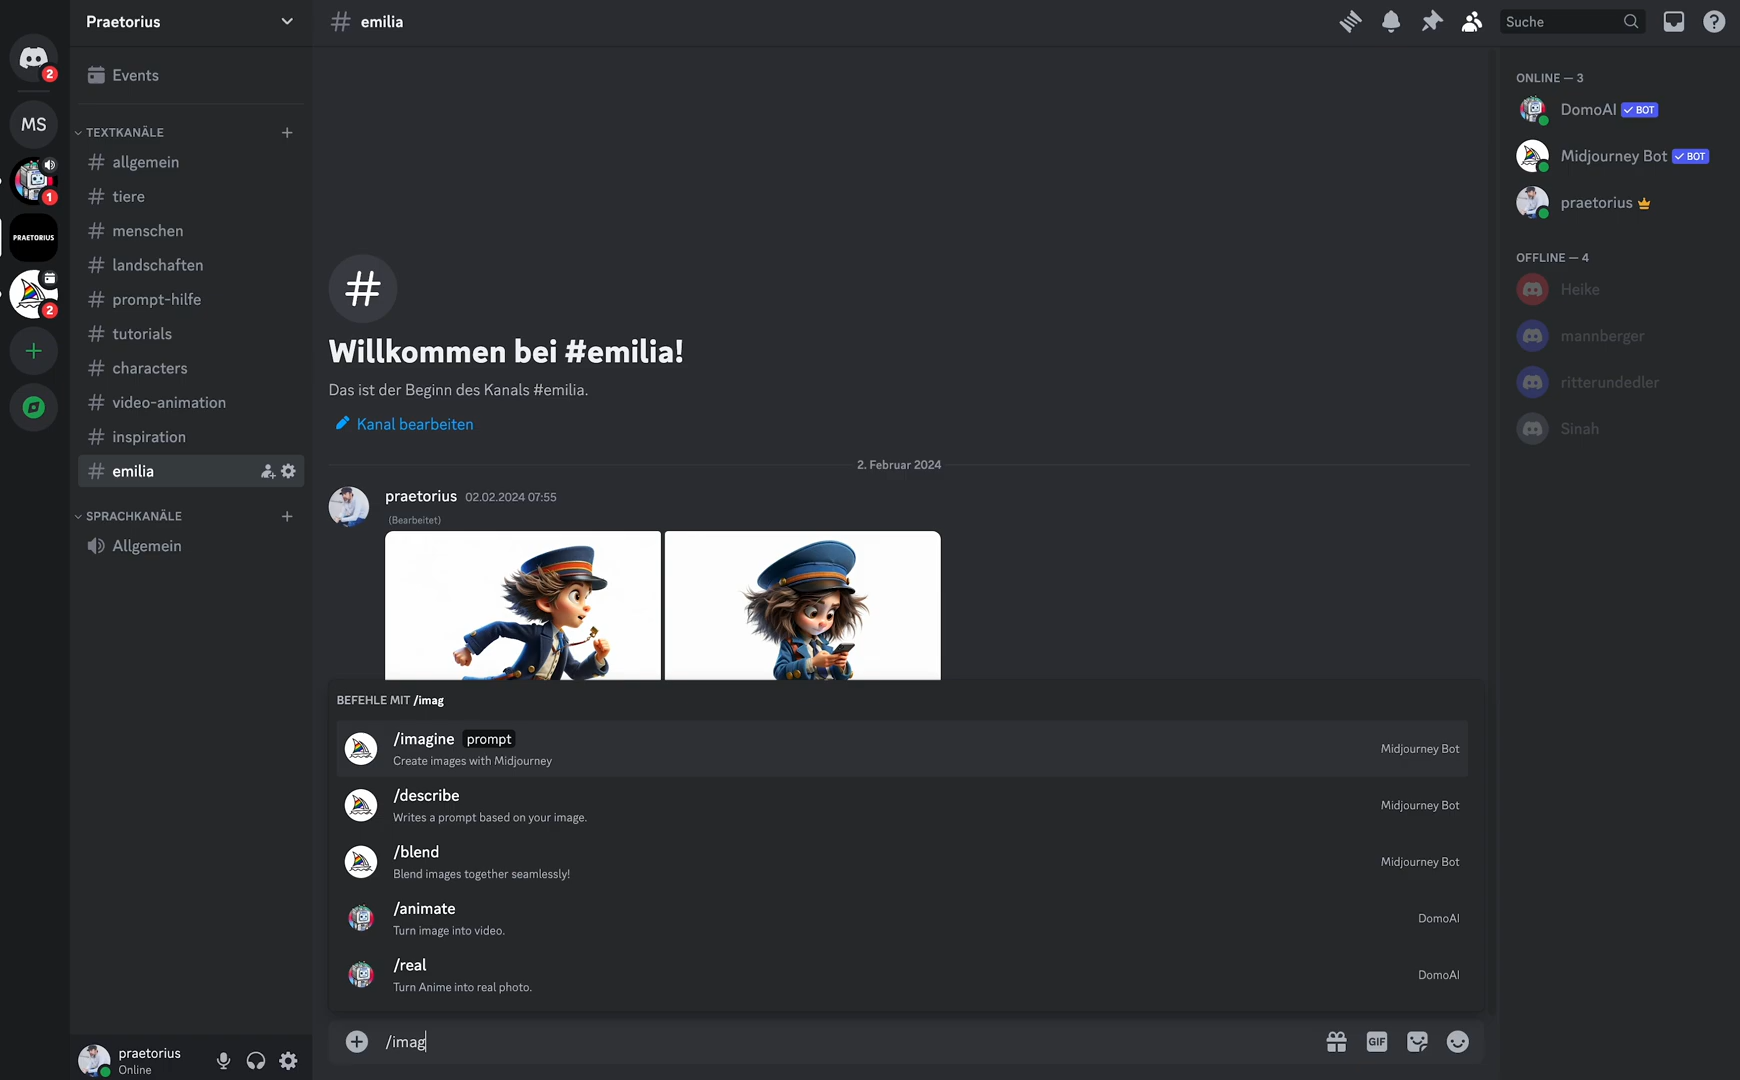 Praetorius
emilia
Suche
2
Events
MS
TEXTKANÄLE
allgemein
tiere
1
menschen
PRAETORIUS
landschaften
prompt-hilfe
2
tutorials
characters
video-animation
inspiration
emilia
SPRACHKANÄLE
Allgemein
praetorius
Online
Willkommen bei #emilia!
Das ist der Beginn des Kanals #emilia.
Kanal bearbeiten
2. Februar 2024
praetorius 02.02.2024 07:55
(Bearbeitet)
BEFEHLE MIT /imag
/imagine prompt
Create images with Midjourney
Midjourney Bot
/describe
Writes a prompt based on your image.
Midjourney Bot
/blend
Blend images together seamlessly!
Midjourney Bot
/animate
Turn image into video.
DomoAI
/real
Turn Anime into real photo.
DomoAI
/imag
GIF
ONLINE — 3
DomoAI BOT
Midjourney Bot BOT
praetorius
OFFLINE — 4
Heike
mannberger
ritterundedler
Sinah